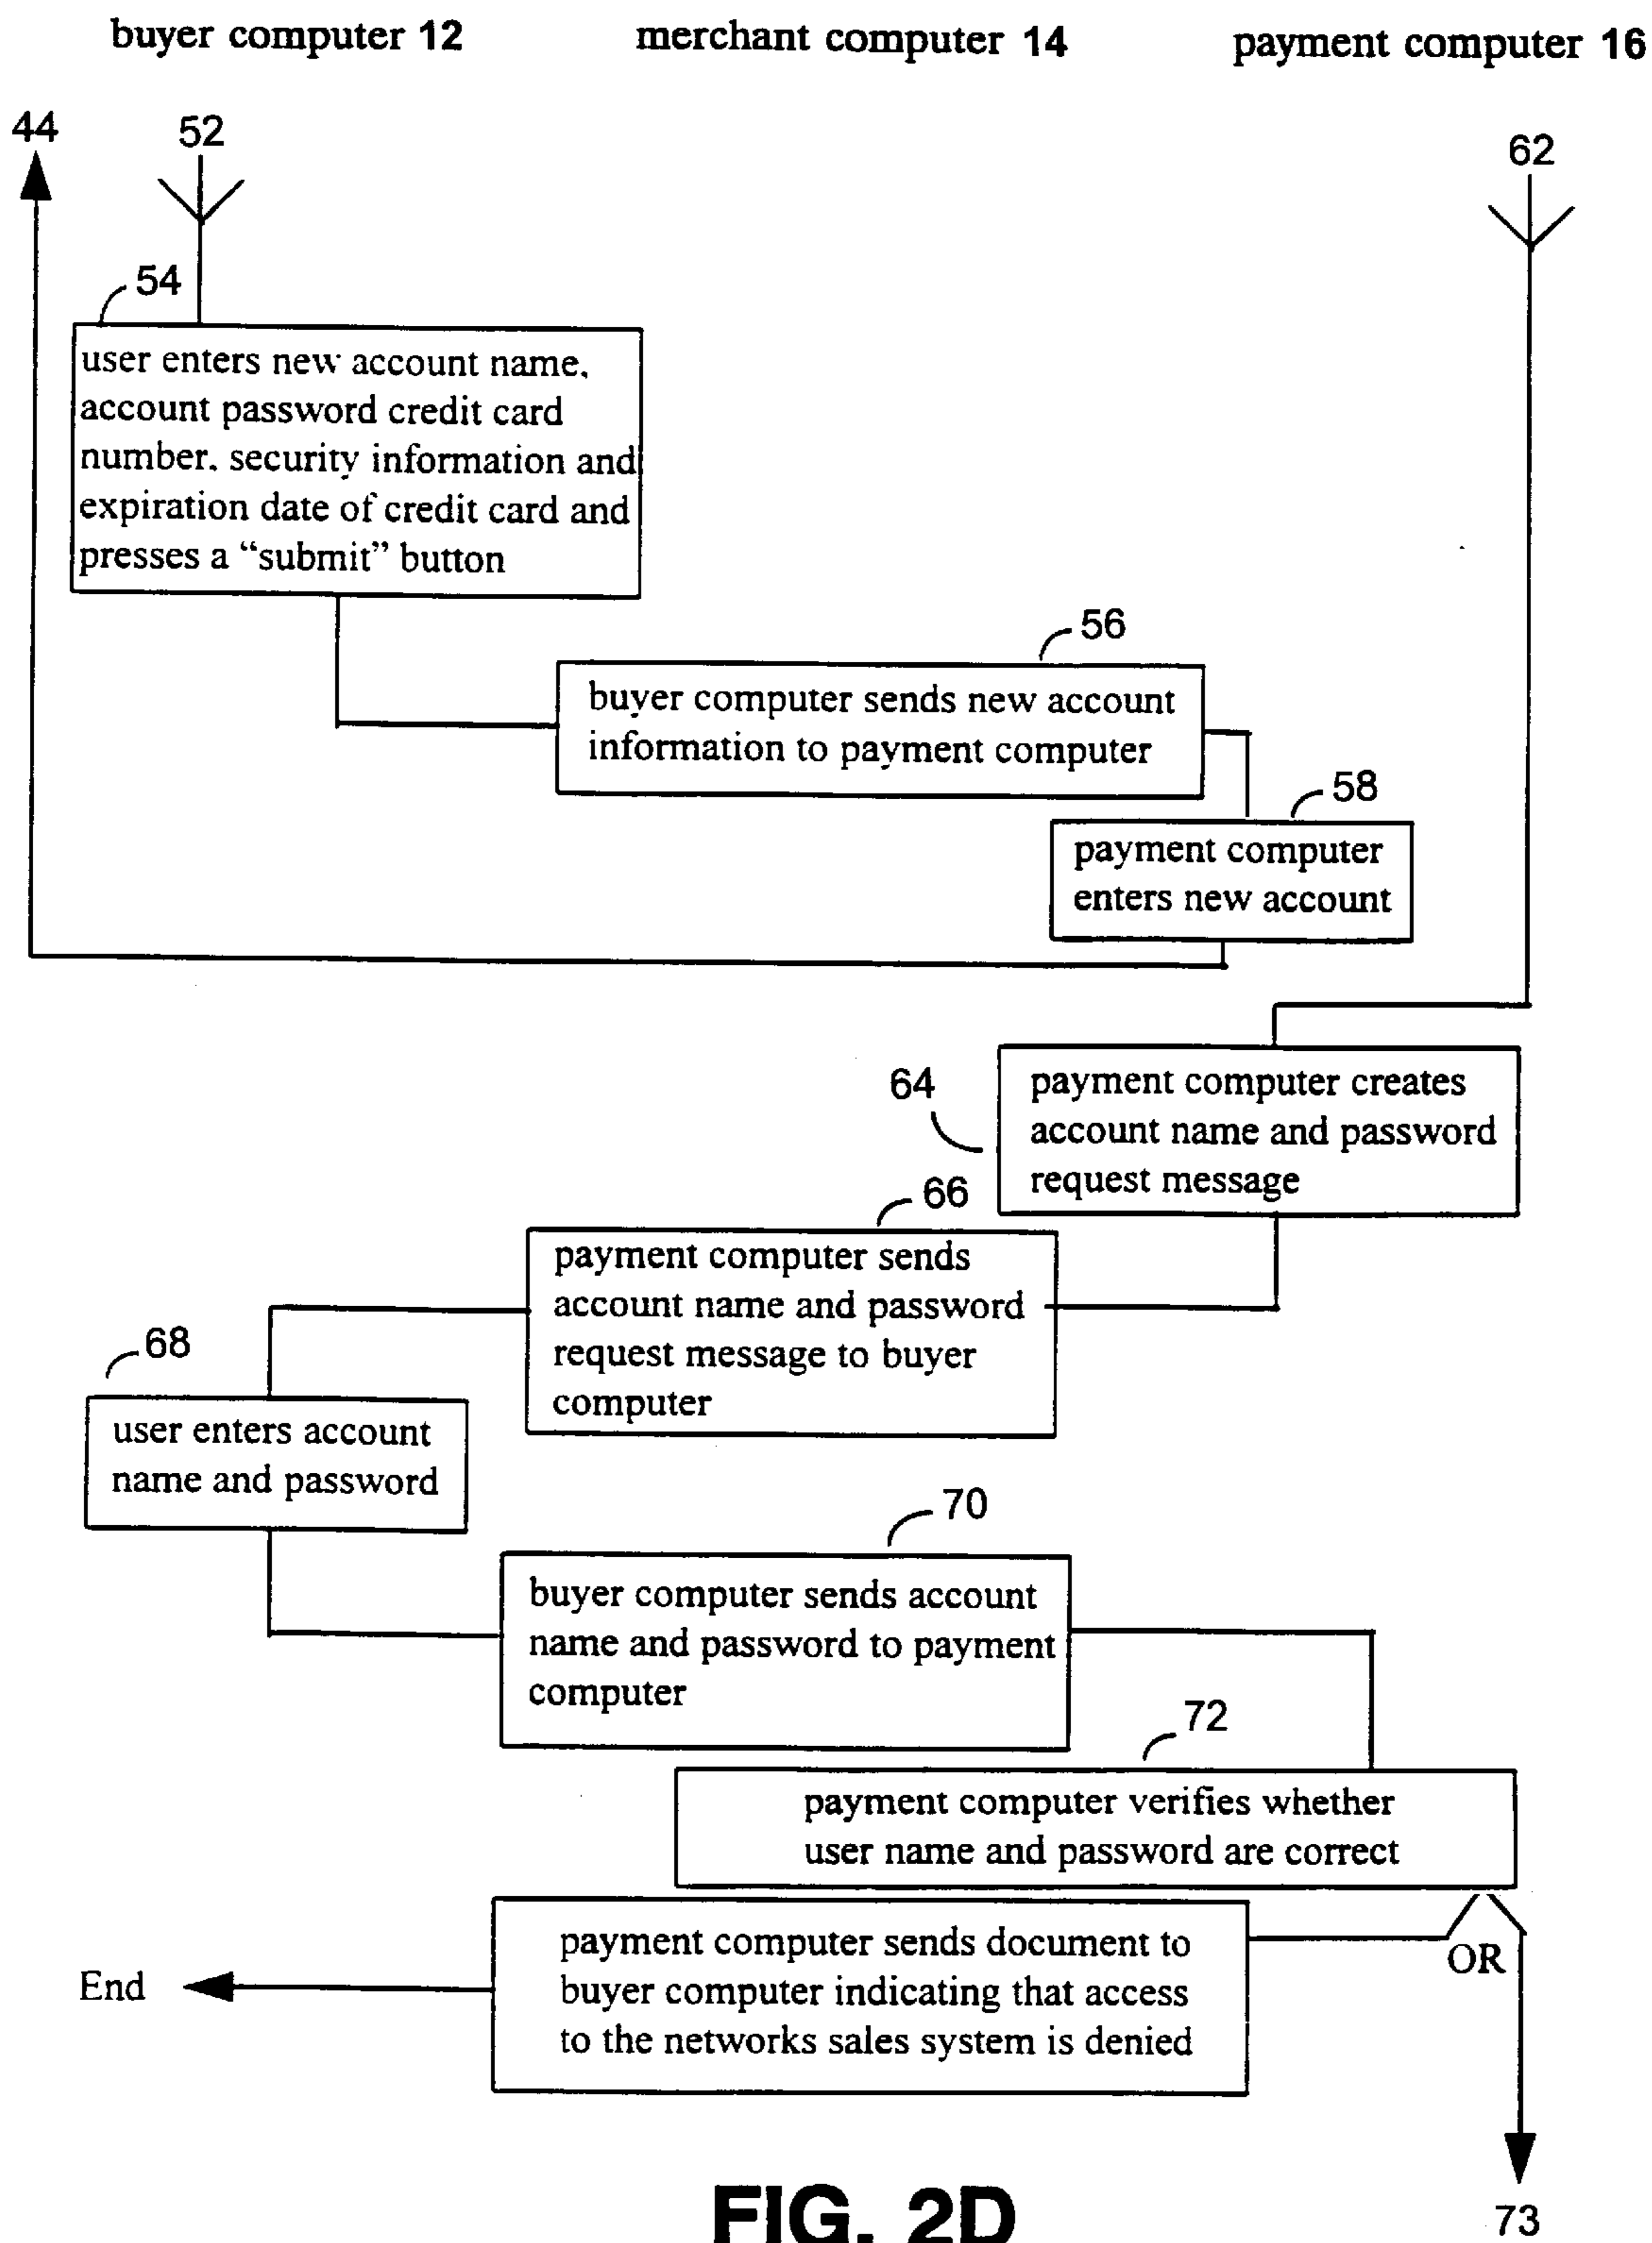 buyer computer 12 merchant computer 14 payment computer 16
44 52 62
54
user enters new account name,
account password credit card
number, security information and
expiration date of credit card and
presses a “submit” button
56
buyer computer sends new account
information to payment computer
58
payment computer
enters new account
64
payment computer creates
account name and password
request message
66
payment computer sends
account name and password
request message to buyer
computer
68
user enters account
name and password
70
buyer computer sends account
name and password to payment
computer
72
payment computer verifies whether
user name and password are correct
payment computer sends document to
buyer computer indicating that access
to the networks sales system is denied
OR
End
73
FIG. 2D